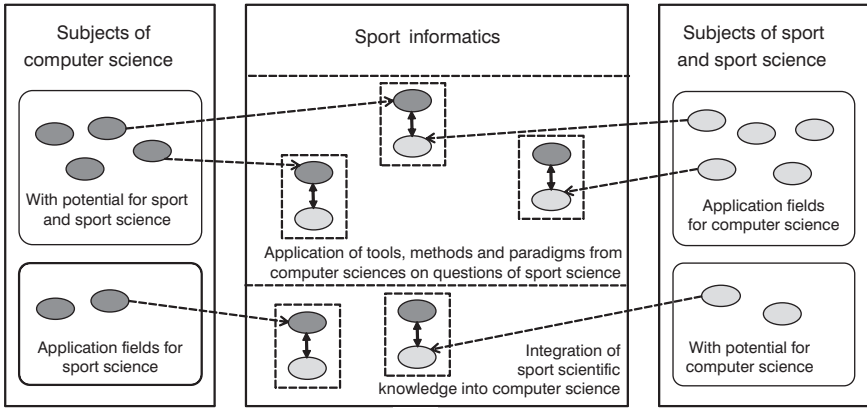 Subjects of
computer science
With potential for sport
and sport science
Application fields for
sport science
Sport informatics
Application of tools, methods and paradigms from
computer sciences on questions of sport science
Integration of
sport scientific
knowledge into computer science
Subjects of sport
and sport science
Application fields
for computer science
With potential for
computer science